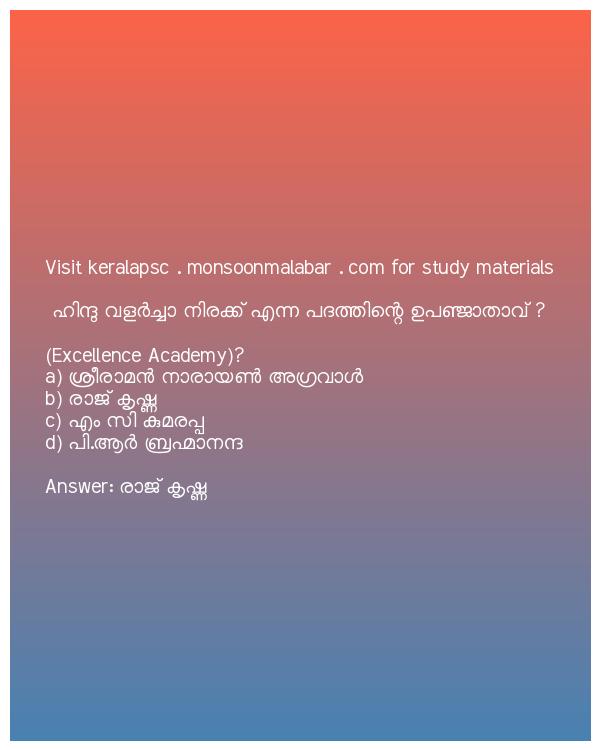 Visit keralapsc . monsoonmalabar . com for study materials
ഹിന്ദു വളർച്ചാ നിരക്ക് എന്ന പദത്തിന്റെ ഉപജ്ഞാതാവ് ?
(Excellence Academy)?
a) ശ്രീരാമൻ നാരായൺ അഗ്രവാൾ
b) രാജ് കൃഷ്ണ
c) എം സി കുമരപ്പ
d) പി.ആർ ബ്രഹ്മാനന്ദ
Answer: രാജ് കൃഷ്ണ